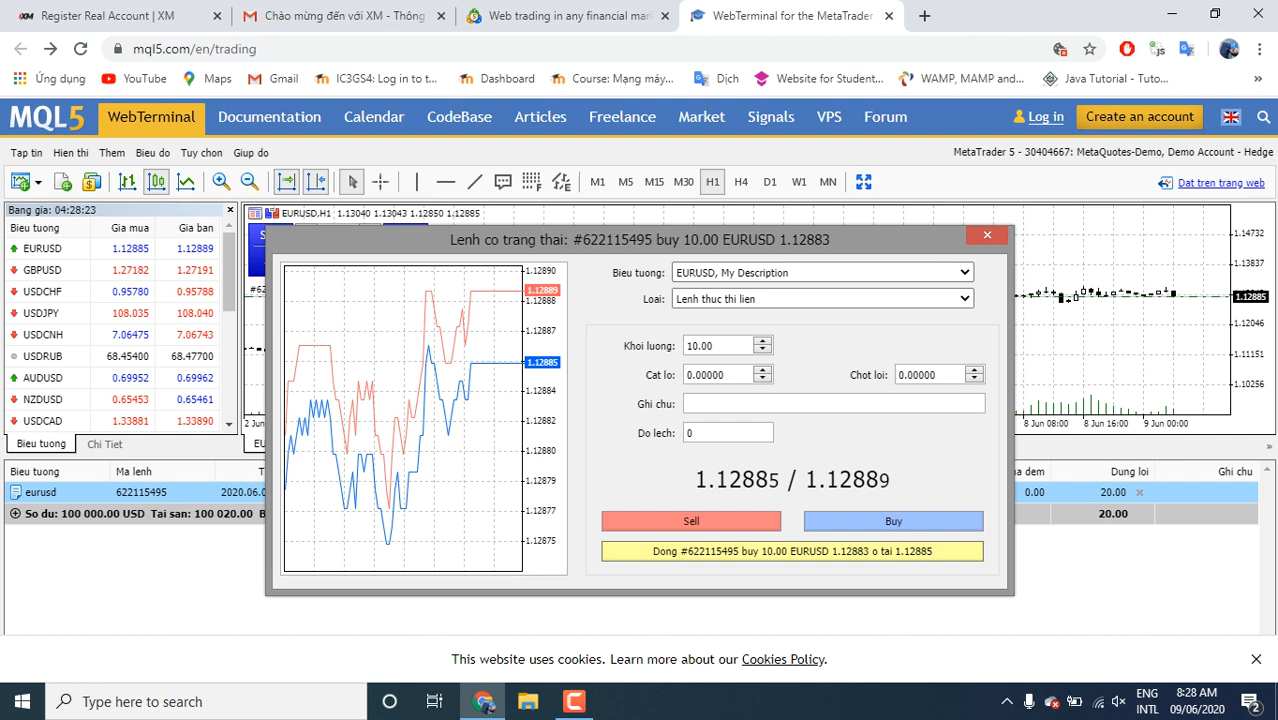 Register Real Account | XM
Chào mừng đến với XM - Thông
Web trading in any financial mark
WebTerminal for the MetaTrader
mql5.com/en/trading
Ứng dụng YouTube Maps Gmail IC3GS4: Log in to t... Dashboard Course: Mạng máy... Dịch Website for Student... WAMP, MAMP and... Java Tutorial - Tuto... »
MQL5 WebTerminal Documentation Calendar CodeBase Articles Freelance Market Signals VPS Forum Log in Create an account
Tap tin Hien thi Them Bieu do Tuy chon Giup do MetaTrader 5 - 30404667: MetaQuotes-Demo, Demo Account - Hedge
M1 M5 M15 M30 H1 H4 D1 W1 MN Dat tren trang web
Bang gia: 04:28:23
Bieu tuong Gia mua Gia ban
EURUSD 1.12885 1.12889
GBPUSD 1.27182 1.27191
USDCHF 0.95780 0.95788
USDJPY 108.035 108.040
USDCNH 7.06475 7.06743
USDRUB 68.45400 68.47700
AUDUSD 0.69952 0.69962
NZDUSD 0.65453 0.65461
USDCAD 1.33881 1.33890
Bieu tuong Chi Tiet
EURUSD,H1 1.13040 1.13043 1.12850 1.12885
1.14732
1.13837
1.12885
1.12046
1.11151
1.10256
8 Jun 08:00 8 Jun 16:00 9 Jun 00:00
Lenh co trang thai: #622115495 buy 10.00 EURUSD 1.12883
1.12890
1.12889
1.12888
1.12887
1.12885
1.12884
1.12882
1.12880
1.12879
1.12877
1.12875
Bieu tuong: EURUSD, My Description
Loai: Lenh thuc thi lien
Khoi luong: 10.00
Cat lo: 0.00000 Chot loi: 0.00000
Ghi chu:
Do lech: 0
1.12885 / 1.12889
Sell Buy
Dong #622115495 buy 10.00 EURUSD 1.12883 o tai 1.12885
Bieu tuong Ma lenh Dung loi Ghi chu
eurusd 622115495 0.00 20.00
So du: 100 000.00 USD Tai san: 100 020.00 20.00
This website uses cookies. Learn more about our Cookies Policy.
Type here to search
ENG
INTL
8:28 AM
09/06/2020
2